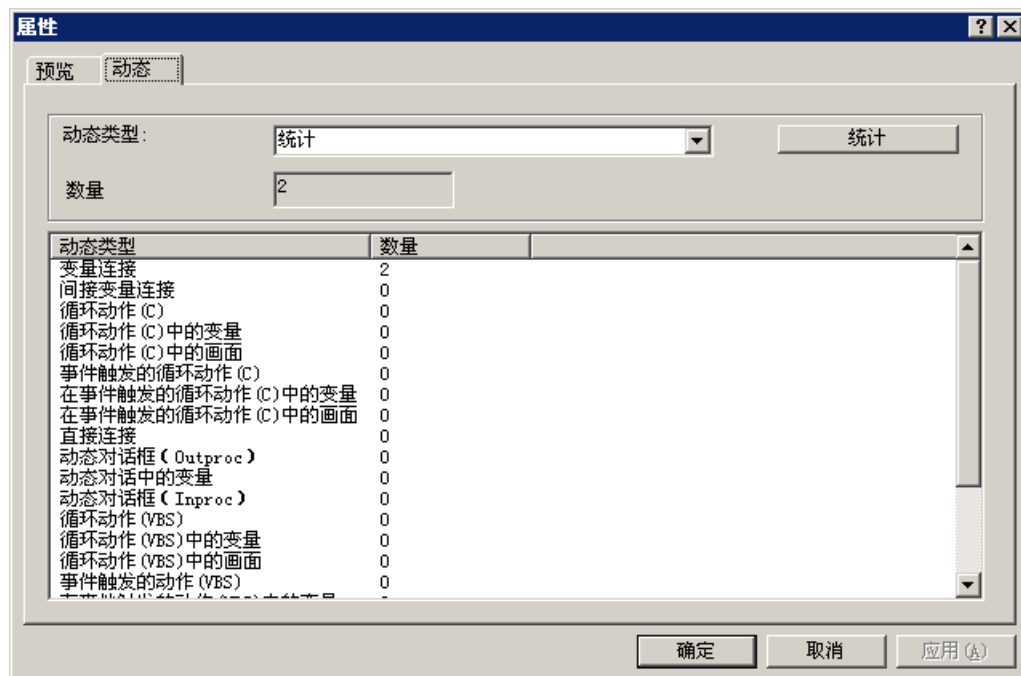 属性
预览 动态
动态类型: 统计 统计
数量 2
动态类型 数量
变量连接 2
间接变量连接 0
循环动作(C) 0
循环动作(C)中的变量 0
循环动作(C)中的画面 0
事件触发的循环动作(C) 0
在事件触发的循环动作(C)中的变量 0
在事件触发的循环动作(C)中的画面 0
直接连接 0
动态对话框(Outproc) 0
动态对话中的变量 0
动态对话框(Inproc) 0
循环动作(VBS) 0
循环动作(VBS)中的变量 0
循环动作(VBS)中的画面 0
事件触发的动作(VBS) 0
确定 取消 应用(A)